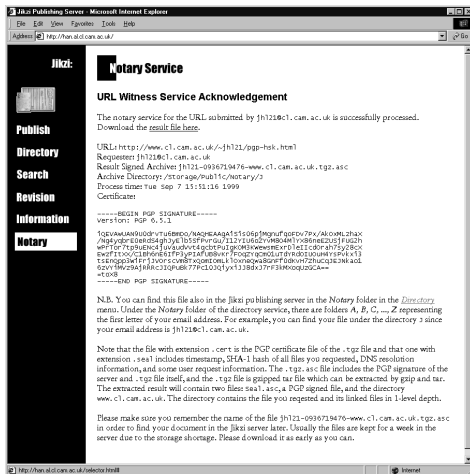 Jikzi Publishing Server - Microsoft Internet Explorer
File Edit View Favorites Tools Help
Address http://han.al.cl.cam.ac.uk/ Go
Jikzi:
Publish
Directory
Search
Revision
Information
Notary
Notary Service
URL Witness Service Acknowledgement
The notary service for the URL submitted by jhl21@cl.cam.ac.uk is successfully processed.
Download the result file here.
URL: http://www.cl.cam.ac.uk/~jhl21/pgp-hsk.html
Requester: jhl21@cl.cam.ac.uk
Result Signed Archive: jhl21-0936719476-www.cl.cam.ac.uk.tgz.asc
Archive Directory: /Storage/Public/Notary/J
Process time: Tue Sep 7 15:51:16 1999
Certificate:
-----BEGIN PGP SIGNATURE-----
Version: PGP 6.5.1
=toXB
-----END PGP SIGNATURE-----
N.B. You can find this file also in the Jikzi publishing server in the Notary folder in the Directory
menu. Under the Notary folder of the directory service, there are folders A, B, C, ..., Z representing
the first letter of your email address. For example, you can find your file under the directory J since
your email address is jhl21@cl.cam.ac.uk.
Note that the file with extension .cert is the PGP certificate file of the .tgz file and that one with
extension .seal includes timestamp, SHA-1 hash of all files you requested, DNS resolution
information, and some user request information. The .tgz.asc file includes the PGP signature of the
server and .tgz file itself, and the .tgz file is gzipped tar file which can be extracted by gzip and tar.
The extracted result will contain two files: seal.asc, a PGP signed file, and the directory
www.cl.cam.ac.uk. The directory contains the file you reqested and its linked files in 1-level depth.
Please make sure you remember the name of the file jhl21-0936719476-www.cl.cam.ac.uk.tgz.asc
in order to find your document in the Jikzi server later. Usually the files are kept for a week in the
server due to the storage shortage. Please download it as early as you can.
http://han.al.cl.cam.ac.uk/selector.html# Internet